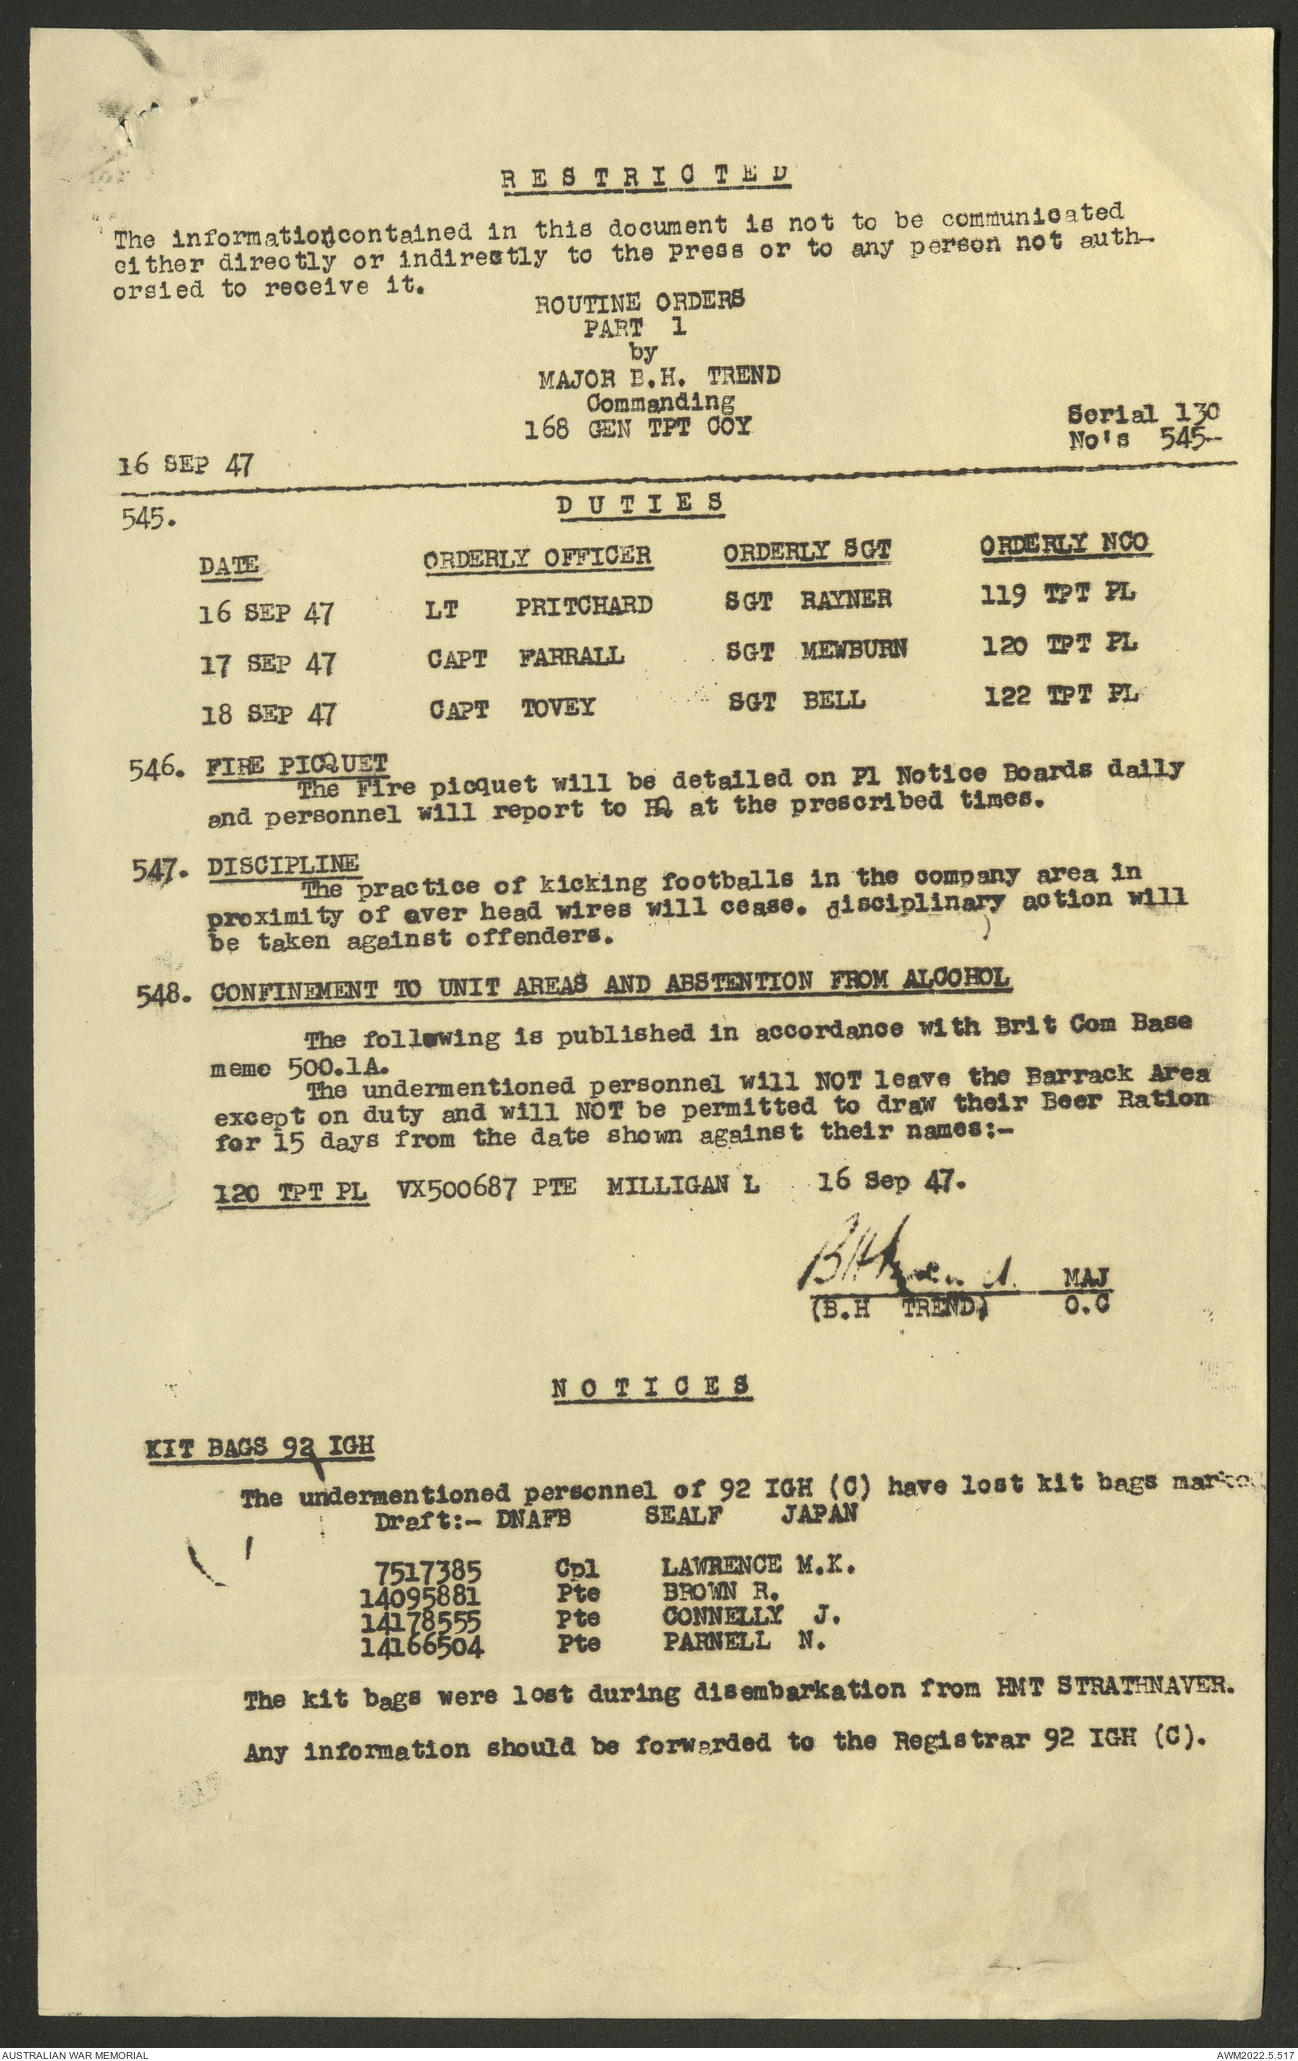 RESTRICTED
The information contained in this document is not to be communicated
either directly or indirectly to the Press or to any person not auth-
orsied to receive it.
ROUTINE ORDERS
PART 1
by
MAJOR B.H. TREND
Commanding
168 GEN TPT COY
Serial 130
No's 545-
16 SEP 47
545. DUTIES
DATE ORDERLY OFFICER ORDERLY SGT ORDERLY NCO
16 SEP 47 LT PRITCHARD SGT RAYNER 119 TPT PL
17 SEP 47 CAPT FARRALL SGT MEWBURN 120 TPT PL
18 SEP 47 CAPT TOVEY SGT BELL 122 TPT PL
546. FIRE PICQUET
The Fire picquet will be detailed on Pl Notice Boards daily
and personnel will report to HQ at the prescribed times.
547. DISCIPLINE
The practice of kicking footballs in the company area in
proximity of over head wires will cease. disciplinary action will
be taken against offenders.
548. CONFINEMENT TO UNIT AREAS AND ABSTENTION FROM ALCOHOL
The following is published in accordance with Brit Com Base
memo 500.1A.
The undermentioned personnel will NOT leave the Barrack Area
except on duty and will NOT be permitted to draw their Beer Ration
for 15 days from the date shown against their names:-
120 TPT PL VX500687 PTE MILLIGAN L 16 Sep 47.
BHTrend. MAJ
(B.H TREND) O.C
NOTICES
KIT BAGS 92 IGH
The undermentioned personnel of 92 IGH (C) have lost kit bags marked
Draft:- DNAFB SEALF JAPAN
7517385 Cpl LAWRENCE M.K.
14095881 Pte BROWN R.
14178555 Pte CONNELLY J.
14166504 Pte PARNELL N.
The kit bags were lost during disembarkation from HMT STRATHNAVER.
Any information should be forwarded to the Registrar 92 IGH (C).
AUSTRALIAN WAR MEMORIAL
AWM2022.5.517